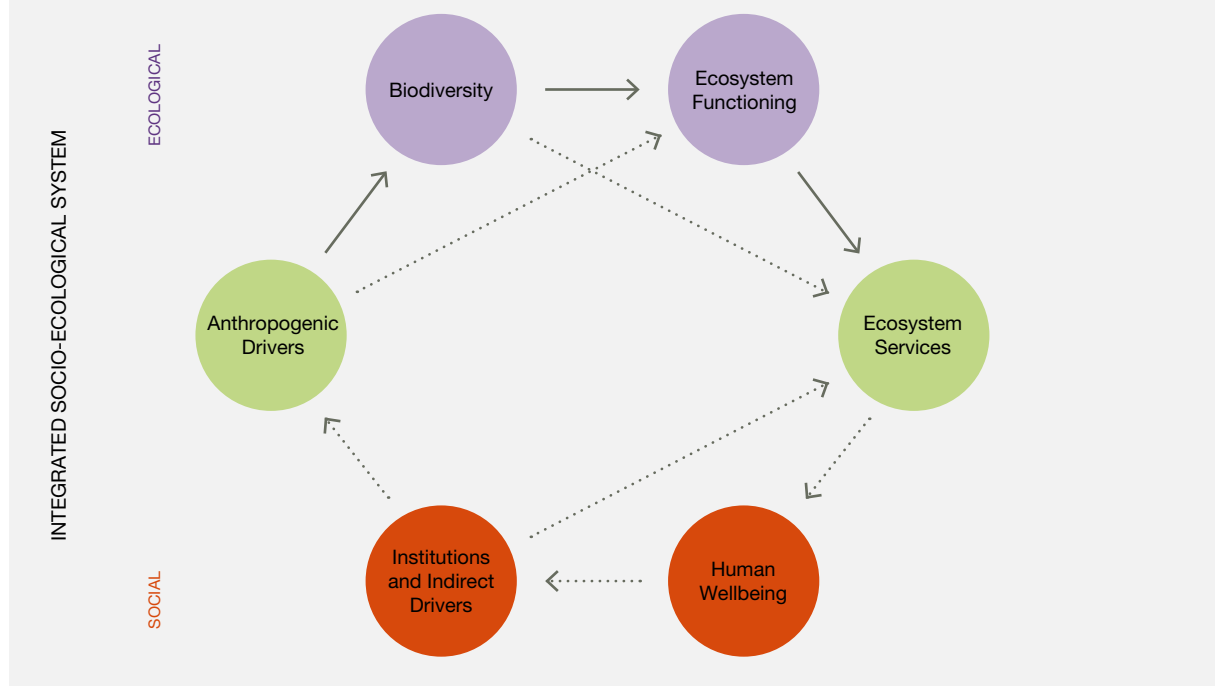 INTEGRATED SOCIO-ECOLOGICAL SYSTEM
ECOLOGICAL
Biodiversity
Ecosystem
Functioning
Anthropogenic
Drivers
Ecosystem
Services
SOCIAL
Institutions
and Indirect
Drivers
Human
Wellbeing